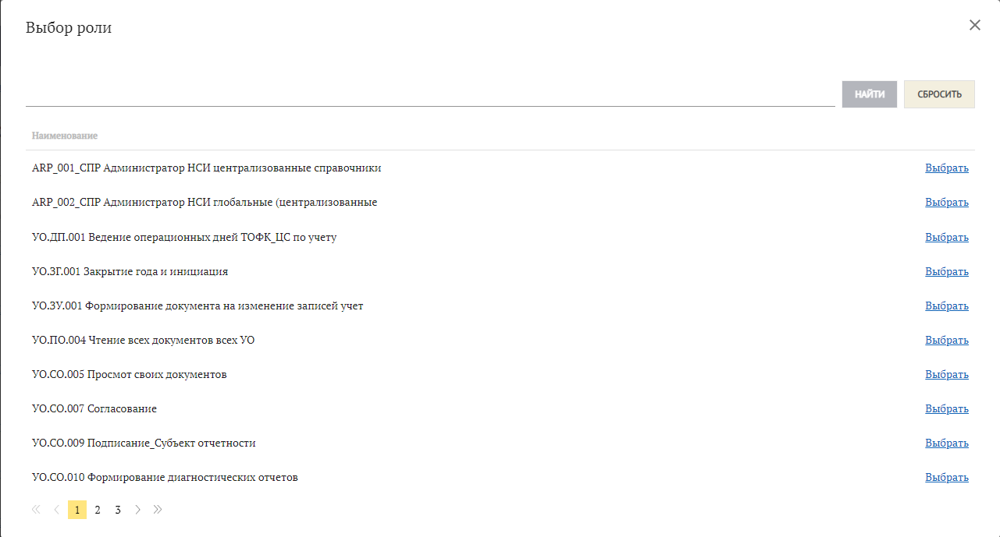 Выбор роли
НАЙТИ
СБРОСИТЬ
Наименование
ARP_001_СПР Администратор НСИ централизованные справочники Выбрать
ARP_002_СПР Администратор НСИ глобальные (централизованные Выбрать
УО.ДП.001 Ведение операционных дней ТОФК_ЦС по учету Выбрать
УО.ЗГ.001 Закрытие года и инициация Выбрать
УО.ЗУ.001 Формирование документа на изменение записей учет Выбрать
УО.ПО.004 Чтение всех документов всех УО Выбрать
УО.СО.005 Просмот своих документов Выбрать
УО.СО.007 Согласование Выбрать
УО.СО.009 Подписание_Субъект отчетности Выбрать
УО.СО.010 Формирование диагностических отчетов Выбрать
1 2 3